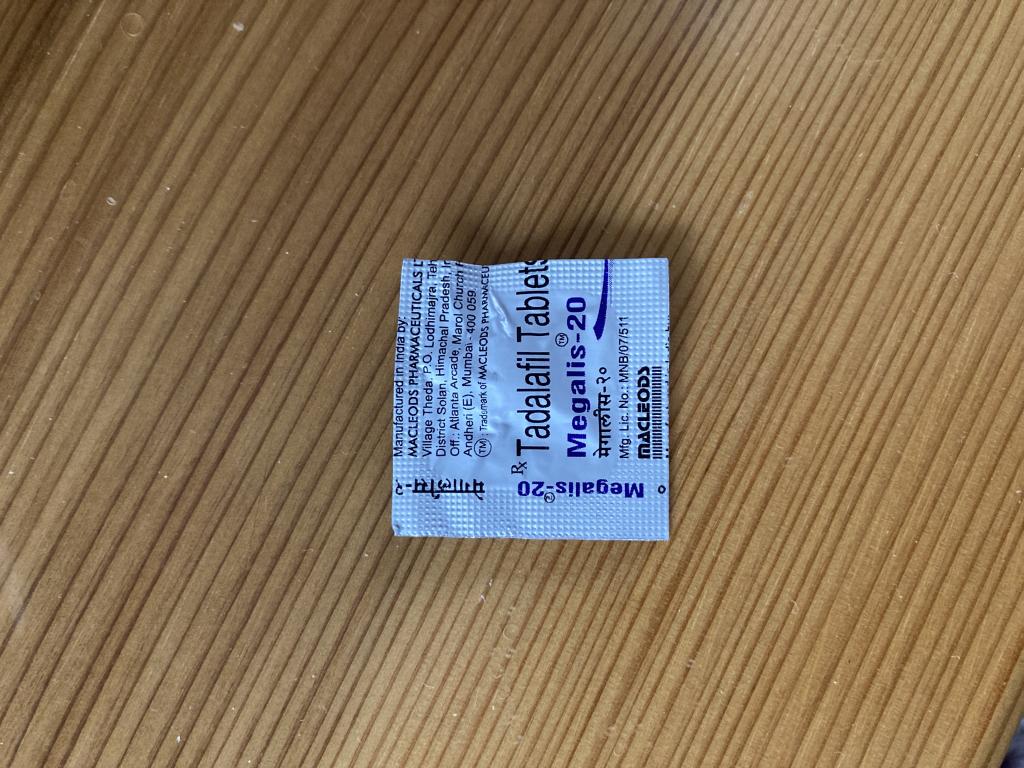 Manufactured in India by:
MACLEODS PHARMACEUTICALS
Village Theda, P.O. Lodhimajra,
District Solan, Himachal Pradesh,
Off.: Atlanta Arcade, Marol Church
Andheri (E), Mumbai - 400 059.
TM : Trademark of MACLEODS
Rx Tadalafil Tablets
Megalis™-20
मेगालीस-२०
Mfg. Lic. No.: MNB/07/511
MACLEODS
Megalis-20